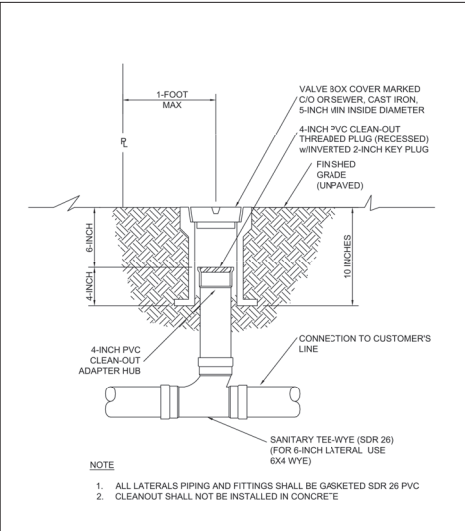 1-FOOT
MAX
VALVE BOX COVER MARKED
C/O OR SEWER, CAST IRON,
5-INCH MIN INSIDE DIAMETER
4-INCH PVC CLEAN-OUT
THREADED PLUG (RECESSED)
w/INVERTED 2-INCH KEY PLUG
PL
FINISHED
GRADE
(UNPAVED)
6-INCH
4-INCH
10 INCHES
4-INCH PVC
CLEAN-OUT
ADAPTER HUB
CONNECTION TO CUSTOMER'S
LINE
SANITARY TEE-WYE (SDR 26)
(FOR 6-INCH LATERAL USE
6X4 WYE)
NOTE
1. ALL LATERALS PIPING AND FITTINGS SHALL BE GASKETED SDR 26 PVC
2. CLEANOUT SHALL NOT BE INSTALLED IN CONCRETE